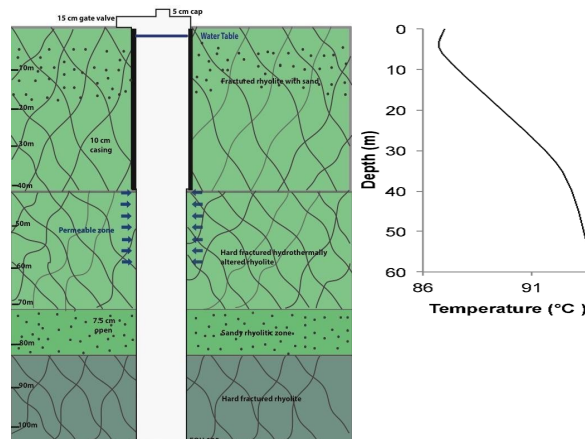 15 cm gate valve
5 cm cap
Water Table
10m
Fractured rhyolite with sand
20m
30m
10 cm
casing
40m
50m
Permeable zone
Hard fractured hydrothermally
altered rhyolite
60m
70m
7.5 cm
open
Sandy rhyolitic zone
80m
90m
Hard fractured rhyolite
100m
0
10
20
30
40
50
60
Depth (m)
86
91
Temperature (°C)